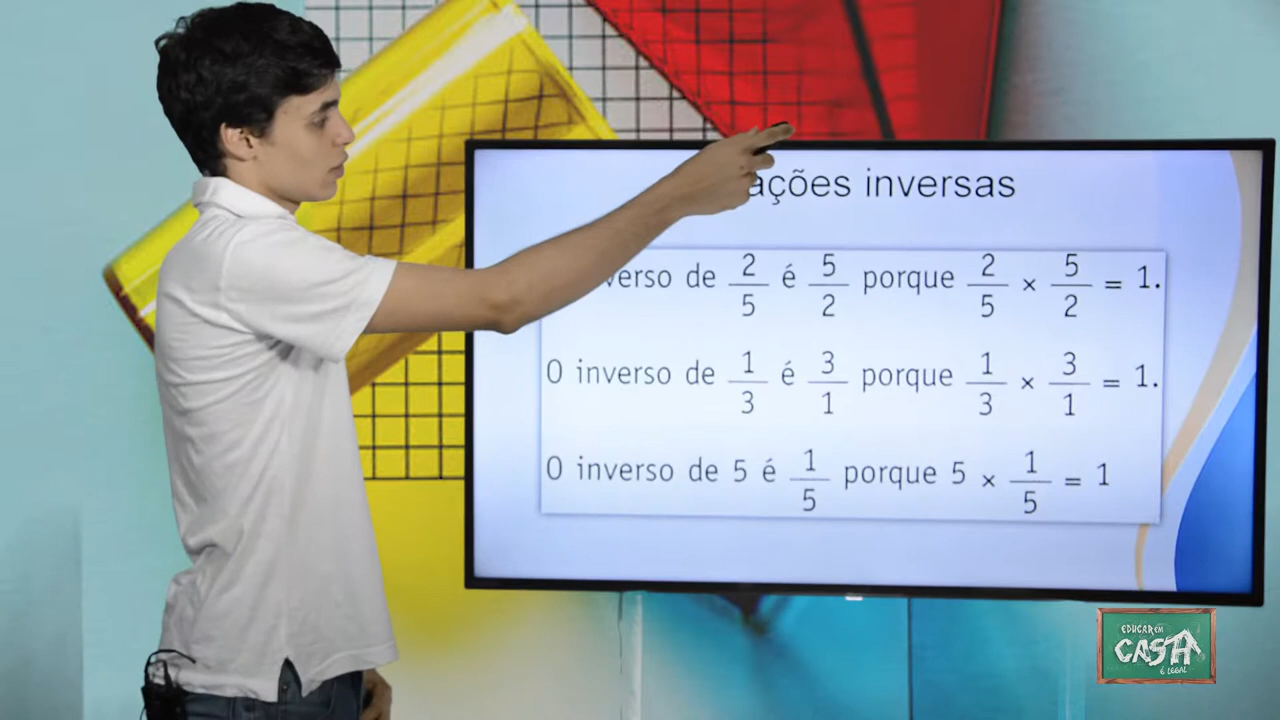 ações inversas
verso de 2/5 é 5/2 porque 2/5 × 5/2 = 1.
O inverso de 1/3 é 3/1 porque 1/3 × 3/1 = 1.
O inverso de 5 é 1/5 porque 5 × 1/5 = 1
EDUCAR EM
CASA
É LEGAL